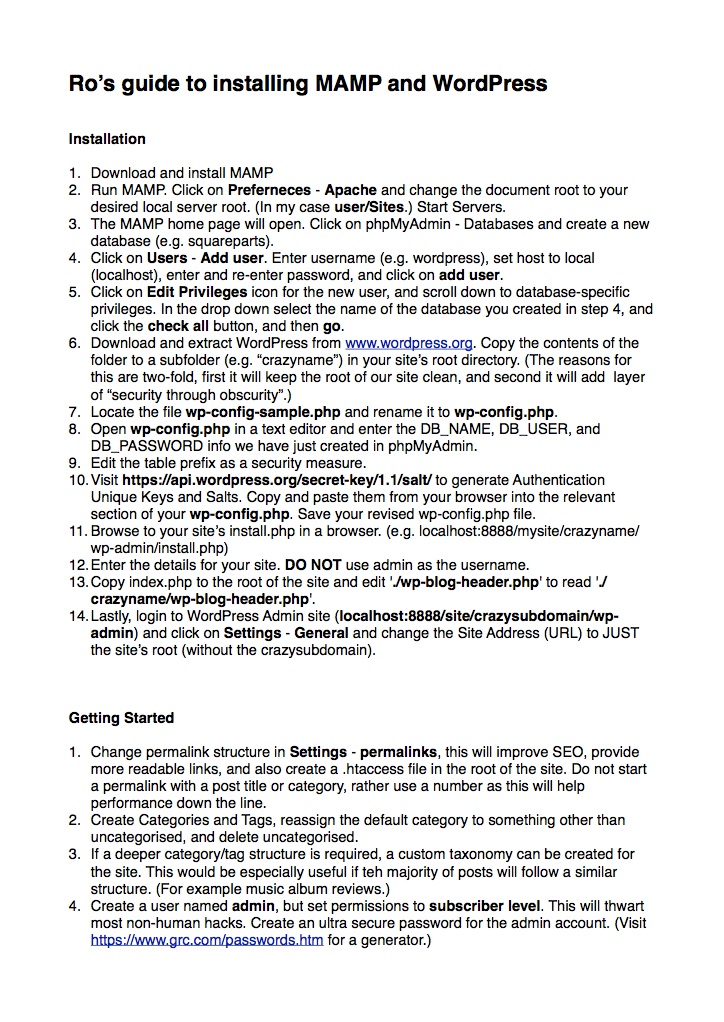 Ro’s guide to installing MAMP and WordPress
Installation
1. Download and install MAMP
2. Run MAMP. Click on Preferneces - Apache and change the document root to your
desired local server root. (In my case user/Sites.) Start Servers.
3. The MAMP home page will open. Click on phpMyAdmin - Databases and create a new
database (e.g. squareparts).
4. Click on Users - Add user. Enter username (e.g. wordpress), set host to local
(localhost), enter and re-enter password, and click on add user.
5. Click on Edit Privileges icon for the new user, and scroll down to database-specific
privileges. In the drop down select the name of the database you created in step 4, and
click the check all button, and then go.
6. Download and extract WordPress from www.wordpress.org. Copy the contents of the
folder to a subfolder (e.g. “crazyname”) in your site’s root directory. (The reasons for
this are two-fold, first it will keep the root of our site clean, and second it will add  layer
of “security through obscurity”.)
7. Locate the file wp-config-sample.php and rename it to wp-config.php.
8. Open wp-config.php in a text editor and enter the DB_NAME, DB_USER, and
DB_PASSWORD info we have just created in phpMyAdmin.
9. Edit the table prefix as a security measure.
10. Visit https://api.wordpress.org/secret-key/1.1/salt/ to generate Authentication
Unique Keys and Salts. Copy and paste them from your browser into the relevant
section of your wp-config.php. Save your revised wp-config.php file.
11. Browse to your site’s install.php in a browser. (e.g. localhost:8888/mysite/crazyname/
wp-admin/install.php)
12. Enter the details for your site. DO NOT use admin as the username.
13. Copy index.php to the root of the site and edit './wp-blog-header.php' to read './
crazyname/wp-blog-header.php'.
14. Lastly, login to WordPress Admin site (localhost:8888/site/crazysubdomain/wp-
admin) and click on Settings - General and change the Site Address (URL) to JUST
the site’s root (without the crazysubdomain).
Getting Started
1. Change permalink structure in Settings - permalinks, this will improve SEO, provide
more readable links, and also create a .htaccess file in the root of the site. Do not start
a permalink with a post title or category, rather use a number as this will help
performance down the line.
2. Create Categories and Tags, reassign the default category to something other than
uncategorised, and delete uncategorised.
3. If a deeper category/tag structure is required, a custom taxonomy can be created for
the site. This would be especially useful if teh majority of posts will follow a similar
structure. (For example music album reviews.)
4. Create a user named admin, but set permissions to subscriber level. This will thwart
most non-human hacks. Create an ultra secure password for the admin account. (Visit
https://www.grc.com/passwords.htm for a generator.)